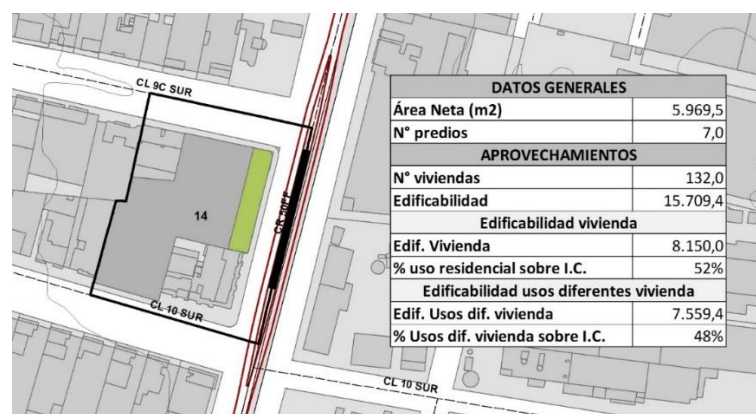 CL 9C SUR
14
CL 10 SUR
CL 10 SUR
DATOS GENERALES
Área Neta (m2) 5.969,5
N° predios 7,0
APROVECHAMIENTOS
N° viviendas 132,0
Edificabilidad 15.709,4
Edificabilidad vivienda
Edif. Vivienda 8.150,0
% uso residencial sobre I.C. 52%
Edificabilidad usos diferentes vivienda
Edif. Usos dif. vivienda 7.559,4
% Usos dif. vivienda sobre I.C. 48%